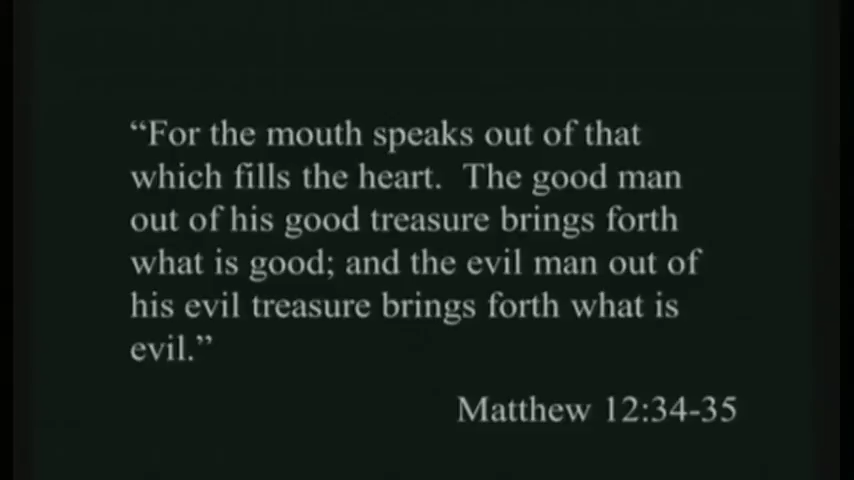 “For the mouth speaks out of that
which fills the heart.  The good man
out of his good treasure brings forth
what is good; and the evil man out of
his evil treasure brings forth what is
evil.”
Matthew 12:34-35